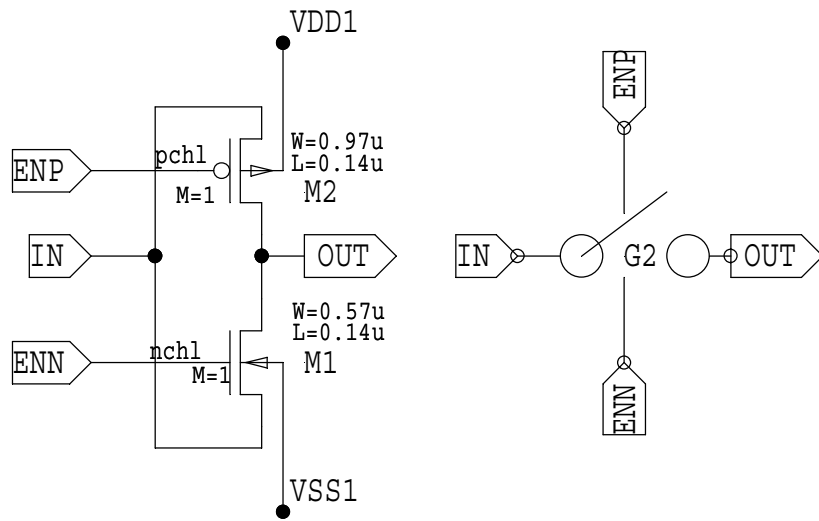 VDD1
ENP
pchl
W=0.97u
L=0.14u
M=1
M2
IN
OUT
W=0.57u
L=0.14u
ENN
nchl
M=1
M1
VSS1
ENP
IN
G2
OUT
ENN